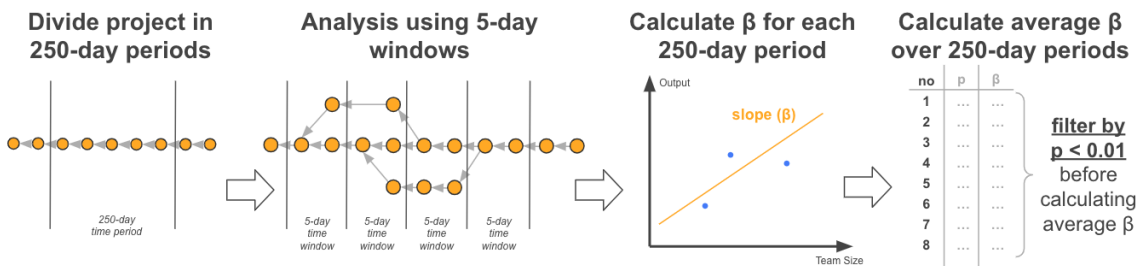 Divide project in
250-day periods
250-day
time period
Analysis using 5-day
windows
5-day
time
window
5-day
time
window
5-day
time
window
5-day
time
window
Calculate β for each
250-day period
Output
slope (β)
Team Size
Calculate average β
over 250-day periods
no p β
1 ... ...
2 ... ...
3 ... ...
4 ... ...
5 ... ...
6 ... ...
7 ... ...
8 ... ...
filter by
p < 0.01
before
calculating
average β